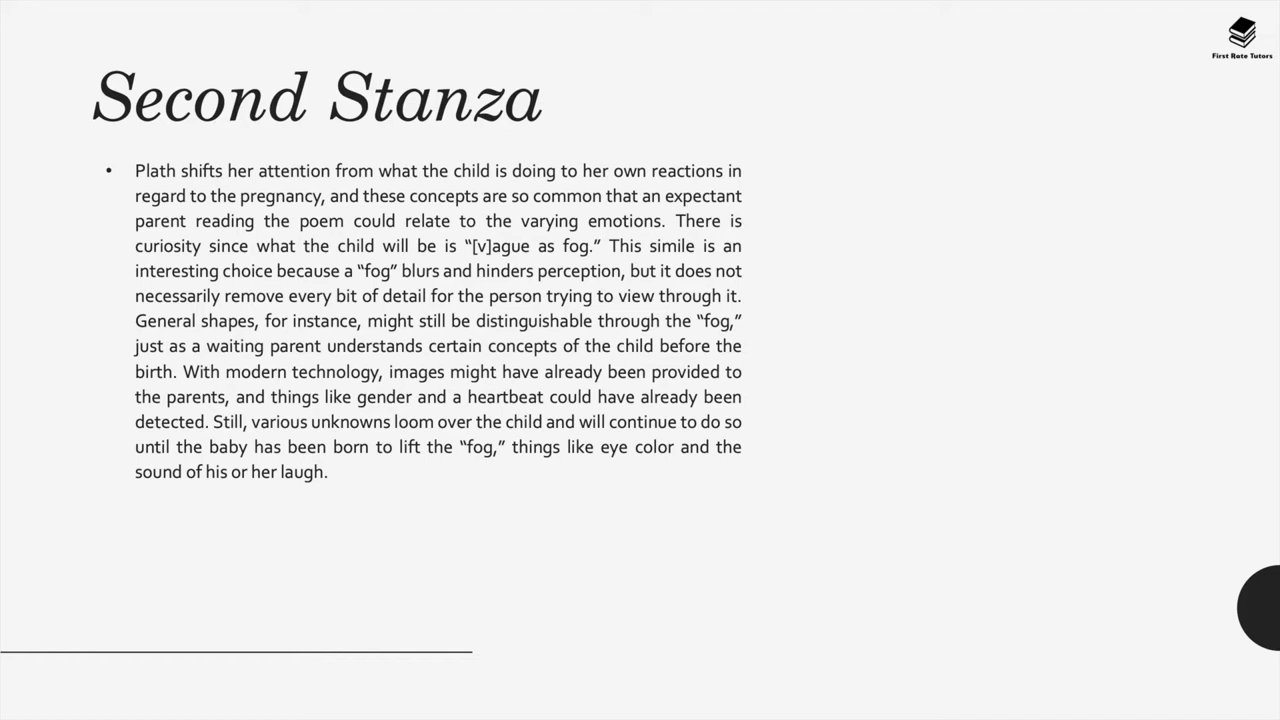 First Rate Tutors
Second Stanza
• Plath shifts her attention from what the child is doing to her own reactions in
regard to the pregnancy, and these concepts are so common that an expectant
parent reading the poem could relate to the varying emotions. There is
curiosity since what the child will be is “[v]ague as fog.” This simile is an
interesting choice because a “fog” blurs and hinders perception, but it does not
necessarily remove every bit of detail for the person trying to view through it.
General shapes, for instance, might still be distinguishable through the “fog,”
just as a waiting parent understands certain concepts of the child before the
birth. With modern technology, images might have already been provided to
the parents, and things like gender and a heartbeat could have already been
detected. Still, various unknowns loom over the child and will continue to do so
until the baby has been born to lift the “fog,” things like eye color and the
sound of his or her laugh.